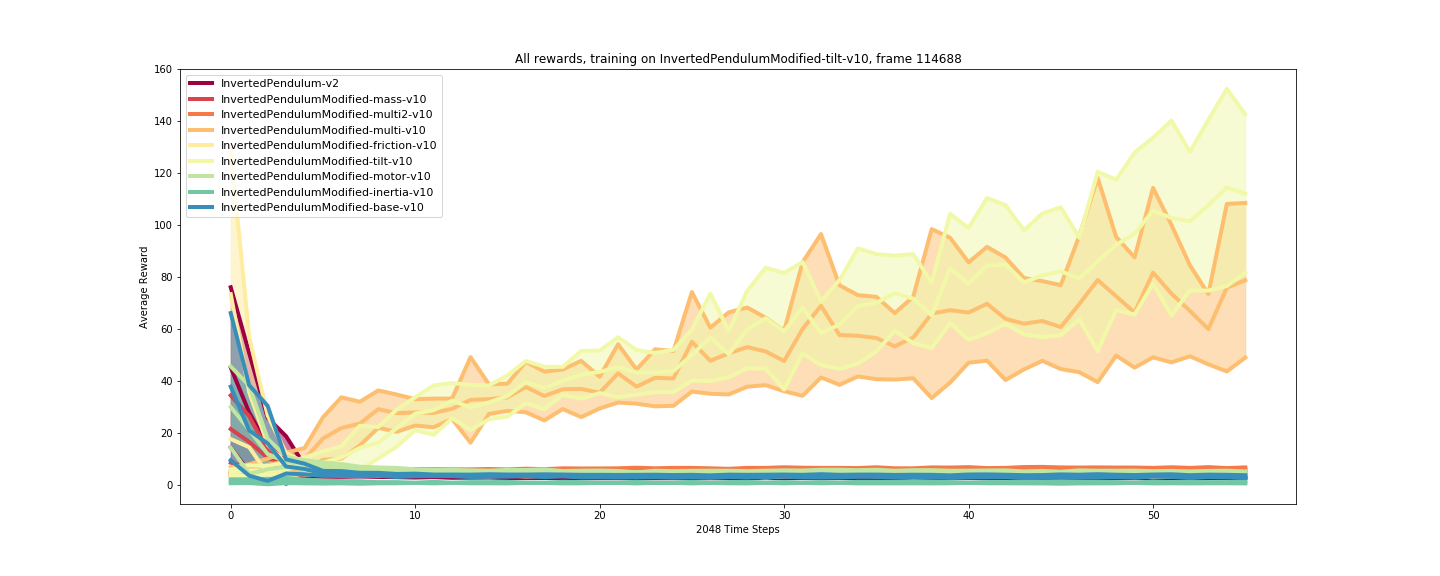 All rewards, training on InvertedPendulumModified-tilt-v10, frame 114688
160
140
120
100
80
60
40
20
0
Average Reward
InvertedPendulum-v2
InvertedPendulumModified-mass-v10
InvertedPendulumModified-multi2-v10
InvertedPendulumModified-multi-v10
InvertedPendulumModified-friction-v10
InvertedPendulumModified-tilt-v10
InvertedPendulumModified-motor-v10
InvertedPendulumModified-inertia-v10
InvertedPendulumModified-base-v10
0 10 20 30 40 50
2048 Time Steps